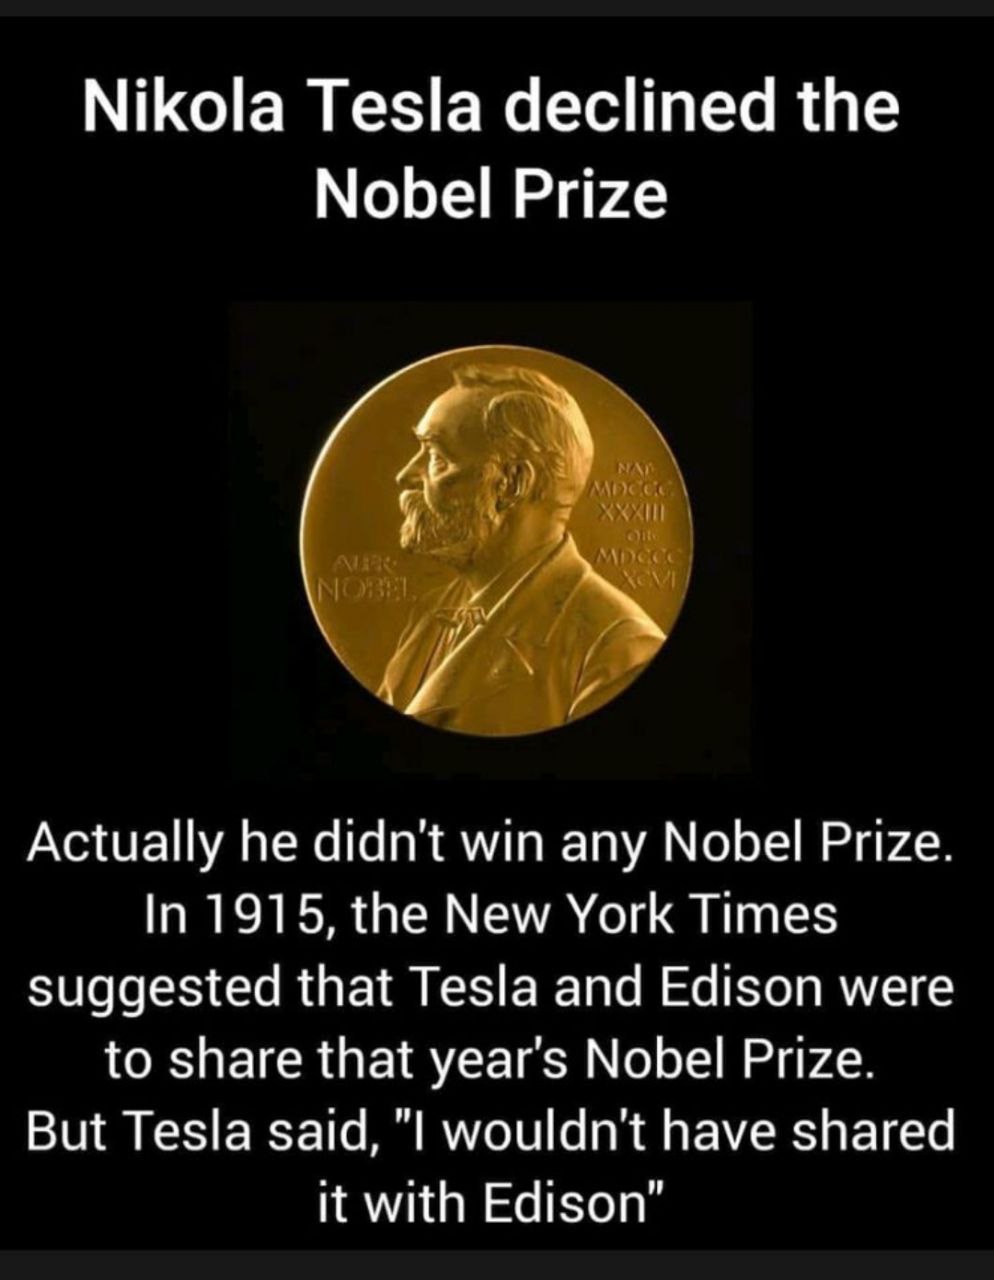 Nikola Tesla declined the
Nobel Prize
NAT
MDCCC
XXXIII
OB
MDCCC
XCVI
ALFR
NOBEL
Actually he didn't win any Nobel Prize.
In 1915, the New York Times
suggested that Tesla and Edison were
to share that year's Nobel Prize.
But Tesla said, "I wouldn't have shared
it with Edison"